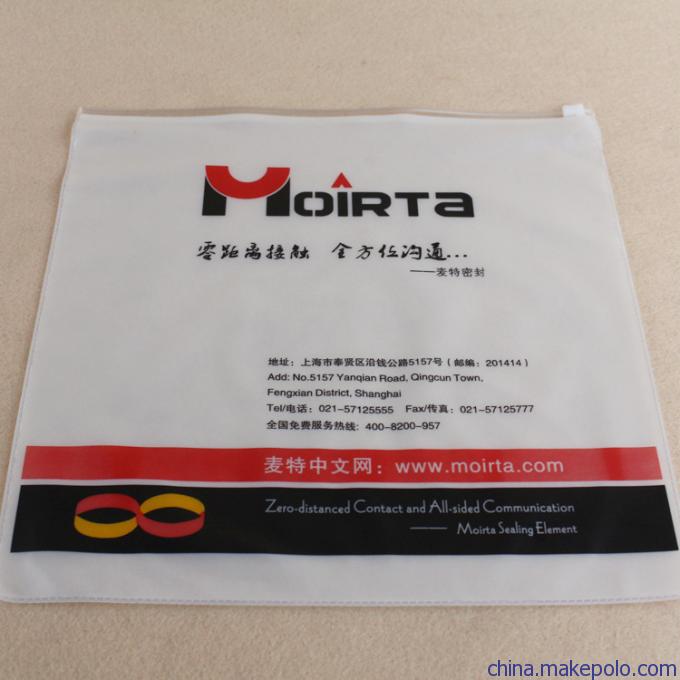 MOIRTA
零距离接触 全方位沟通...
——麦特密封
地址：上海市奉贤区沿钱公路5157号(邮编：201414)
Add: No.5157 Yanqian Road, Qingcun Town,
Fengxian District, Shanghai
Tel/电话：021-57125555 Fax/传真：021-57125777
全国免费服务热线：400-8200-957
麦特中文网：www.moirta.com
Zero-distanced Contact and All-sided Communication
—— Moirta Sealing Element
china.makepolo.com